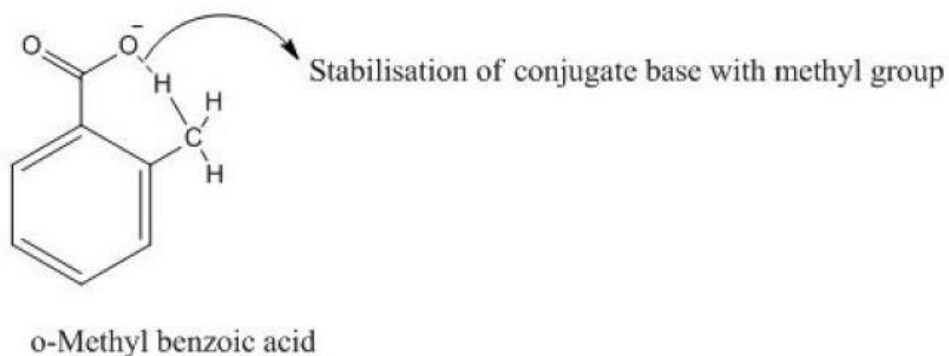 O
O
-
H
H
C
H
Stabilisation of conjugate base with methyl group
o-Methyl benzoic acid